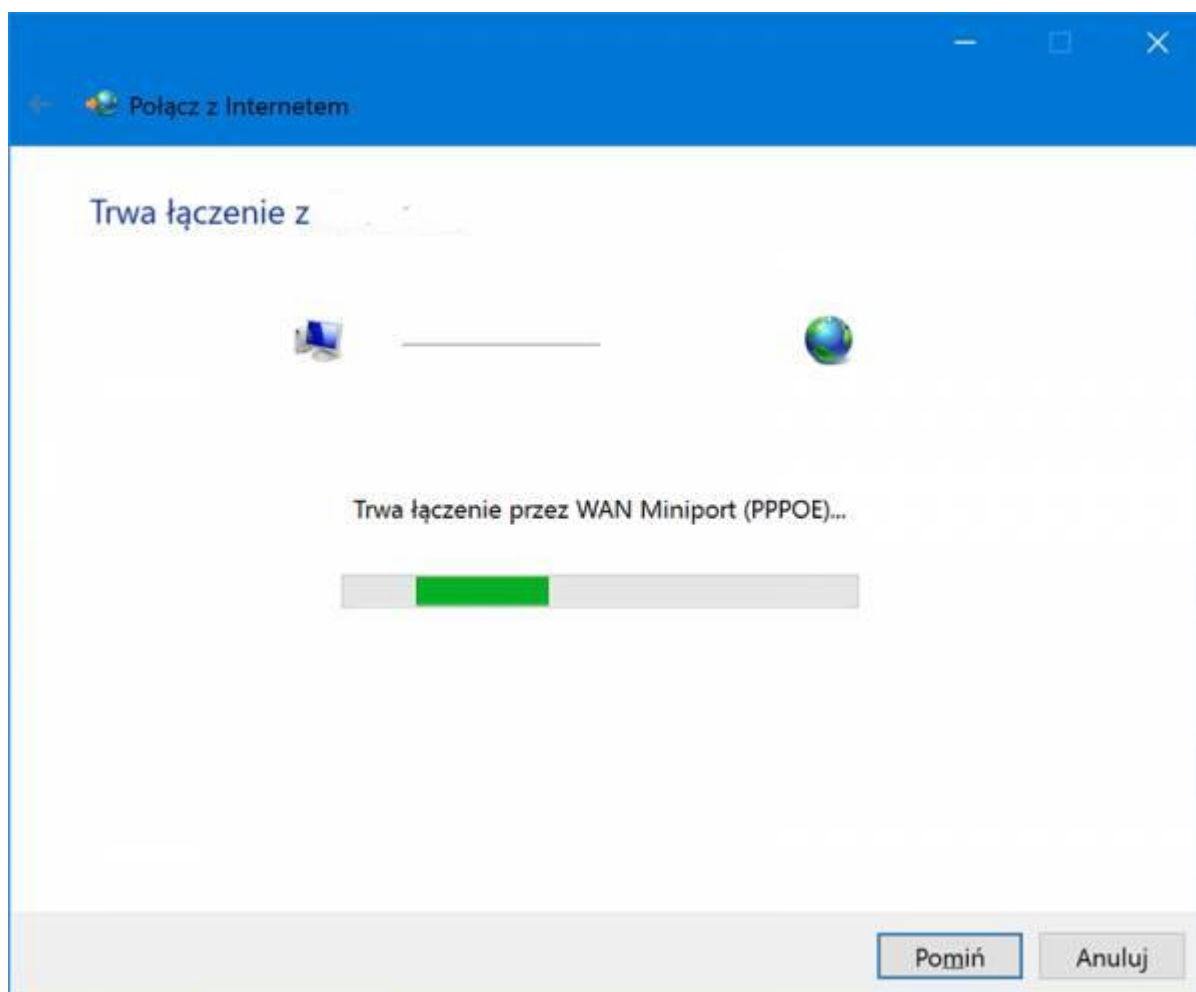 Połącz z Internetem
Trwa łączenie z
Trwa łączenie przez WAN Miniport (PPPOE)...
Pomiń
Anuluj